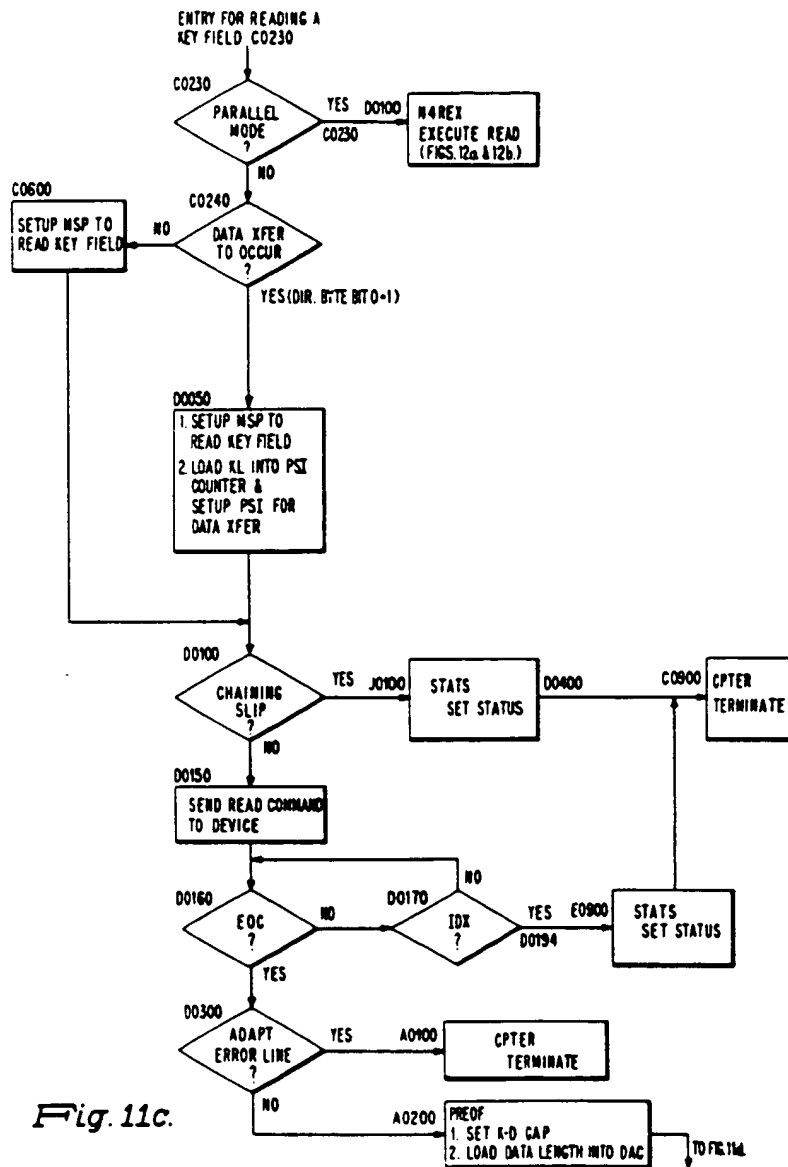 ENTRY FOR READING A
KEY FIELD C0230
C0230
PARALLEL
MODE
?
YES
D0100
C0230
M4REX
EXECUTE READ
(FIGS. 12a & 12b.)
NO
C0240
C0600
SETUP MSP TO
READ KEY FIELD
NO
DATA XFER
TO OCCUR
?
YES (DIR. BYTE BIT 0=1)
D0050
1. SETUP MSP TO
READ KEY FIELD
2. LOAD KL INTO PSI
COUNTER &
SETUP PSI FOR
DATA XFER
D0100
CHAINING
SLIP
?
YES
J0100
STATS
SET STATUS
D0400
C0900
CPTER
TERMINATE
NO
D0150
SEND READ COMMAND
TO DEVICE
D0160
EOC
?
NO
D0170
IDX
?
NO
YES
D0194
E0900
STATS
SET STATUS
YES
D0300
ADAPT
ERROR LINE
?
YES
A0100
CPTER
TERMINATE
NO
A0200
PREOF
1. SET K-D GAP
2. LOAD DATA LENGTH INTO DAC
TO FIG. 11d.
Fig. 11c.